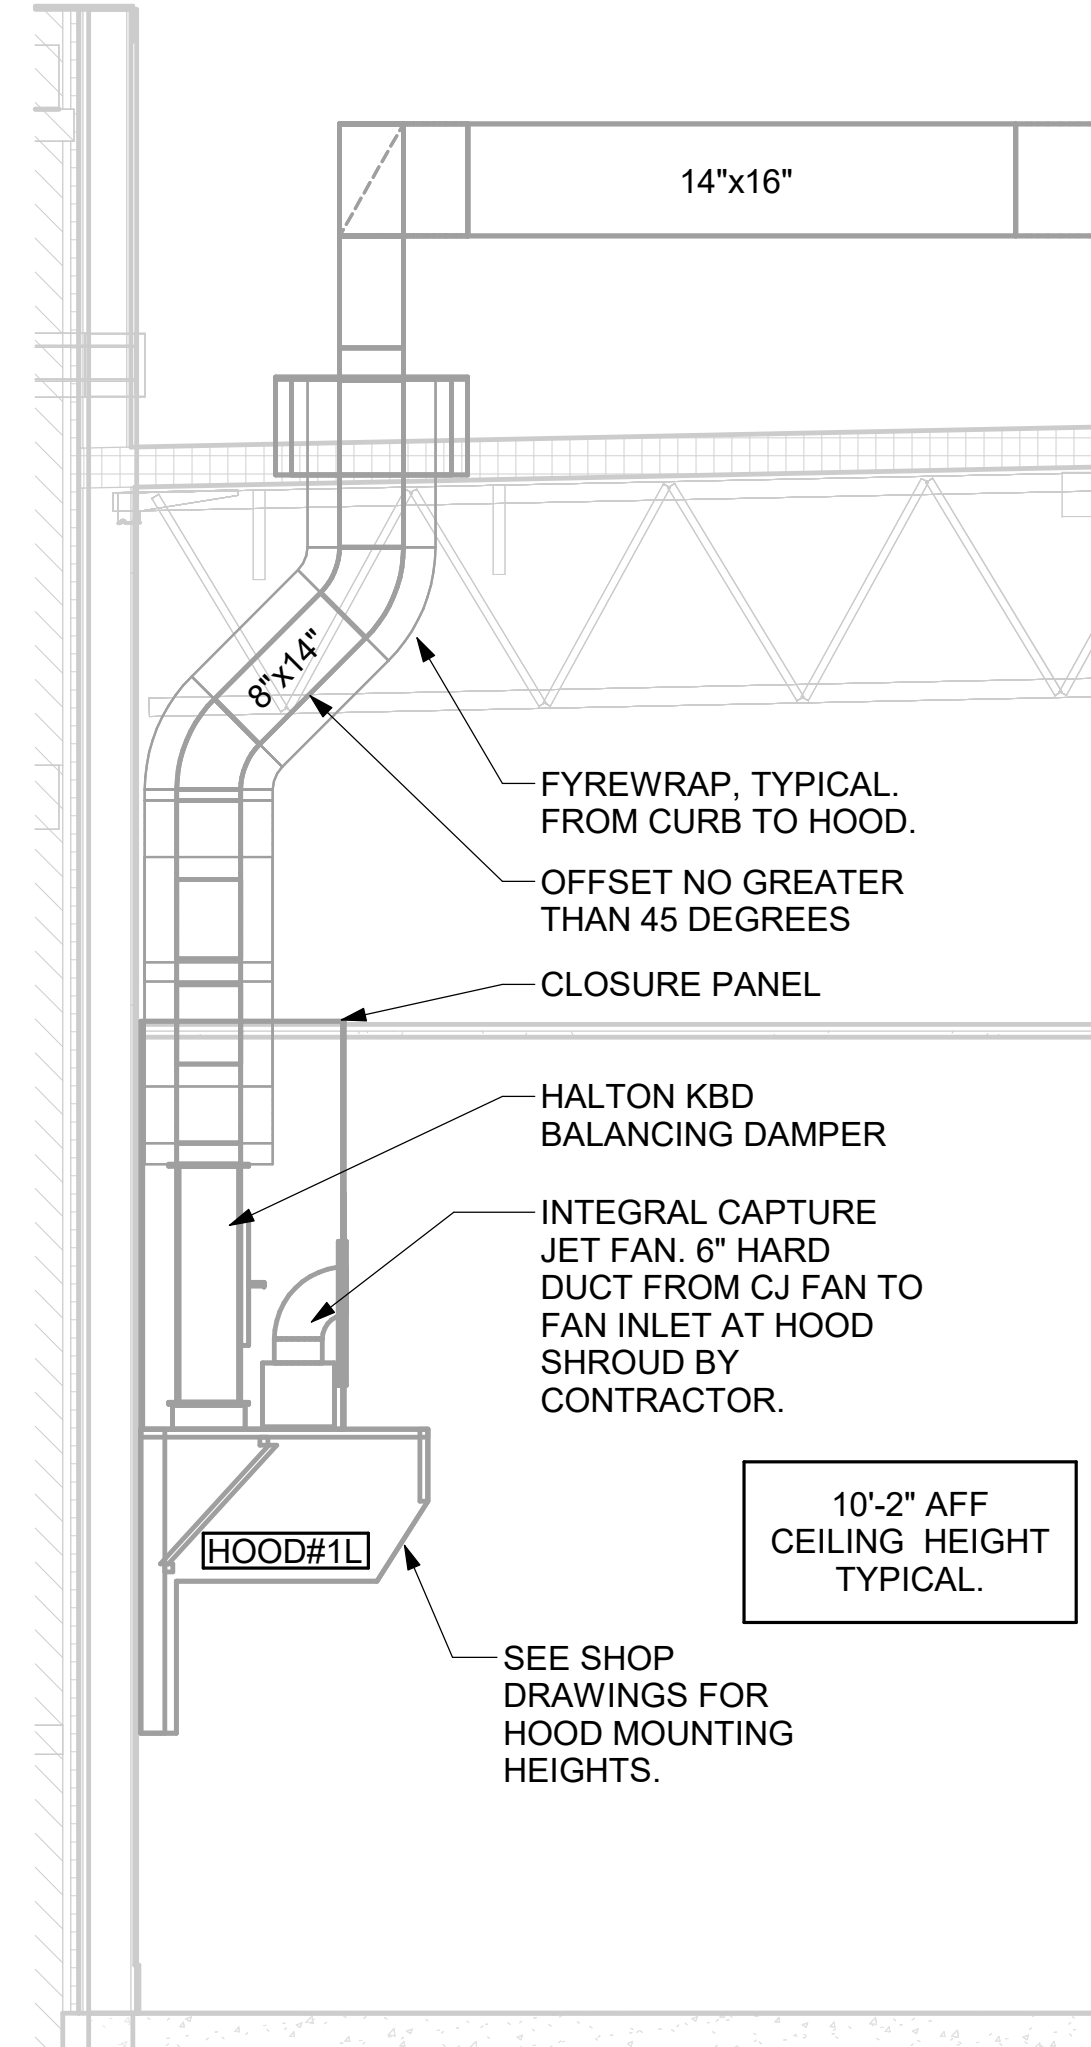 14"x16"
8"x14"
FYREWRAP, TYPICAL.
FROM CURB TO HOOD.
OFFSET NO GREATER
THAN 45 DEGREES
CLOSURE PANEL
HALTON KBD
BALANCING DAMPER
INTEGRAL CAPTURE
JET FAN. 6" HARD
DUCT FROM CJ FAN TO
FAN INLET AT HOOD
SHROUD BY
CONTRACTOR.
10'-2" AFF
CEILING HEIGHT
TYPICAL.
HOOD#1L
SEE SHOP
DRAWINGS FOR
HOOD MOUNTING
HEIGHTS.